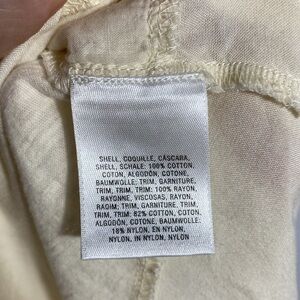 SHELL, COQUILLE, CÁSCARA,
SHELL, SCHALE: 100% COTTON,
COTON, ALGODÓN, COTONE,
BAUMWOLLE: TRIM, GARNITURE,
TRIM, TRIM, TRIM: 100% RAYON,
RAYONNE, VISCOSAS, RAYON,
RAOM: TRIM, GARNITURE, TRIM,
TRIM, TRIM: 82% COTTON, COTON,
ALGODÓN, COTONE, BAUMWOLLE:
18% NYLON, EN NYLON,
NYLON, IN NYLON, NYLON